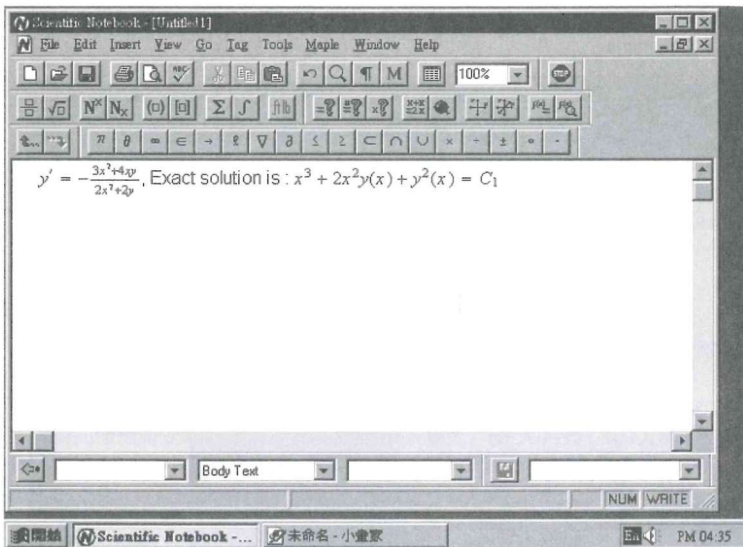 Scientific Notebook - [Untitled1]
File Edit Insert View Go Tag Tools Maple Window Help
100% STOP
π θ ∞ ∈ → ℓ ∇ ∂ ≤ ≥ ⊂ ∩ ∪ × ÷ ± ∘ ·
y′ = −(3x²+4xy)/(2x²+2y), Exact solution is : x³ + 2x²y(x) + y²(x) = C₁
Body Text
NUM WRITE
開始 Scientific Notebook -... 未命名 - 小畫家 En PM 04:35